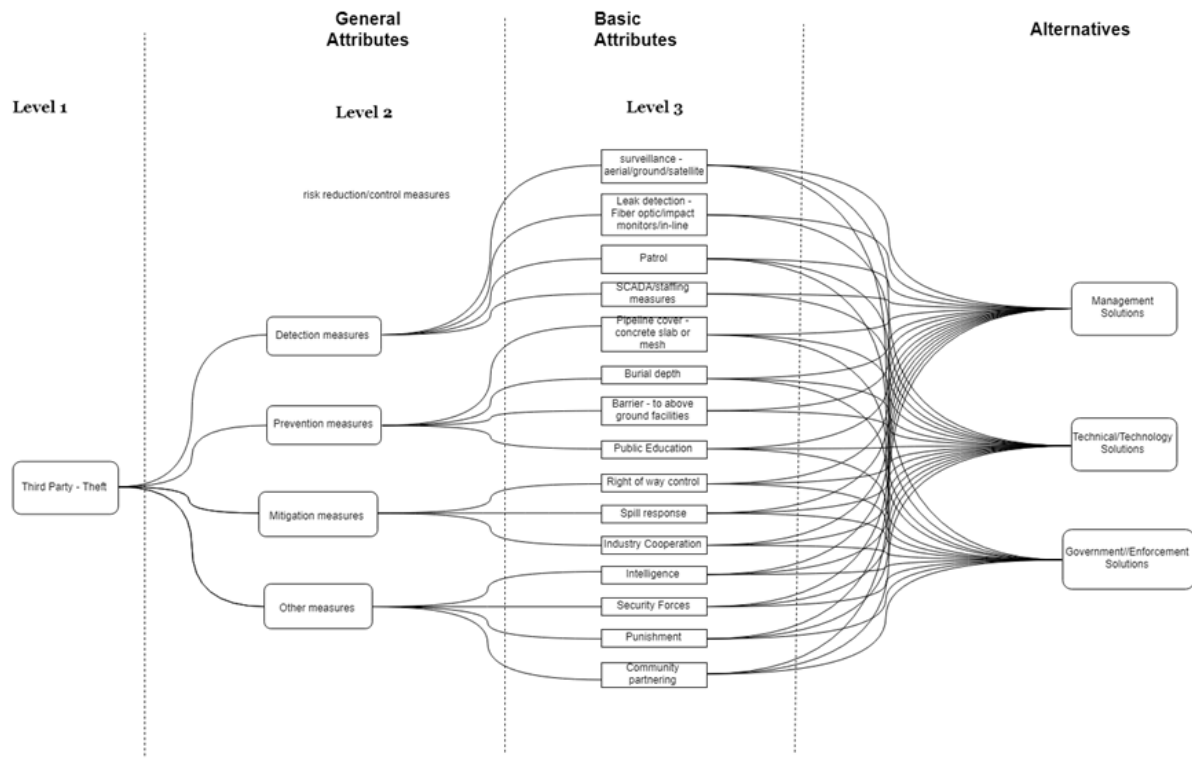 General
Attributes
Basic
Attributes
Alternatives
Level 1
Level 2
Level 3
risk reduction/control measures
Third Party - Theft
Detection measures
Prevention measures
Mitigation measures
Other measures
surveillance -
aerial/ground/satellite
Leak detection -
Fiber optic/impact
monitors/in-line
Patrol
SCADA/staffing
measures
Pipeline cover -
concrete slab or
mesh
Burial depth
Barrier - to above
ground facilities
Public Education
Right of way control
Spill response
Industry Cooperation
Intelligence
Security Forces
Punishment
Community
partnering
Management
Solutions
Technical/Technology
Solutions
Government//Enforcement
Solutions